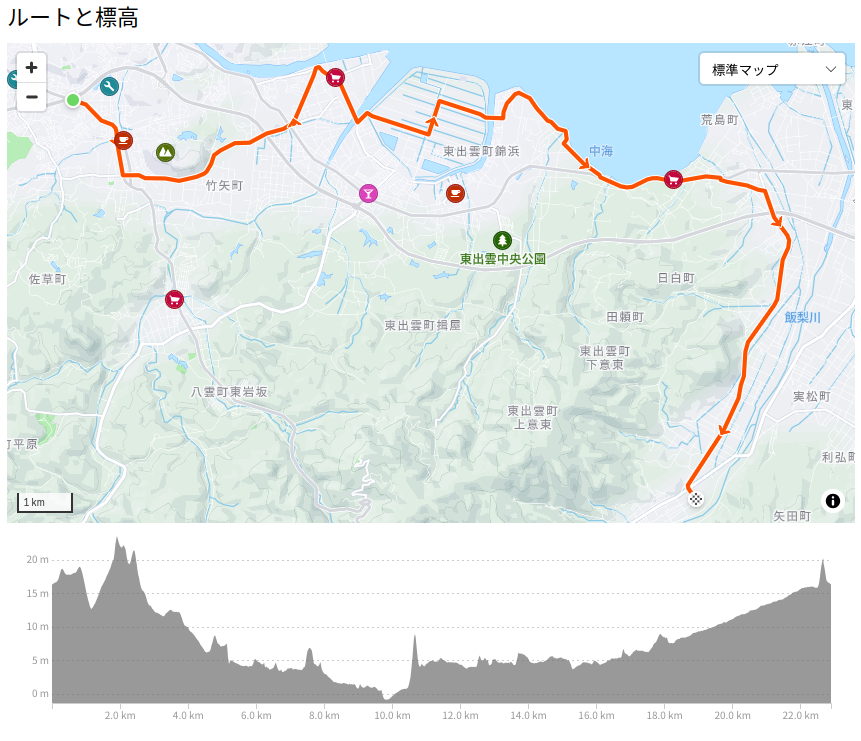 ルートと標高
+
標準マップ
−
荒島町
東
東出雲町錦浜
中海
竹矢町
東出雲中央公園
佐草町
日白町
飯梨川
田頼町
東出雲町揖屋
東出雲町
下意東
八雲町東岩坂
実松町
東出雲町
上意東
町平原
利弘町
1 km
矢田町
20 m
15 m
10 m
5 m
0 m
2.0 km 4.0 km 6.0 km 8.0 km 10.0 km 12.0 km 14.0 km 16.0 km 18.0 km 20.0 km 22.0 km